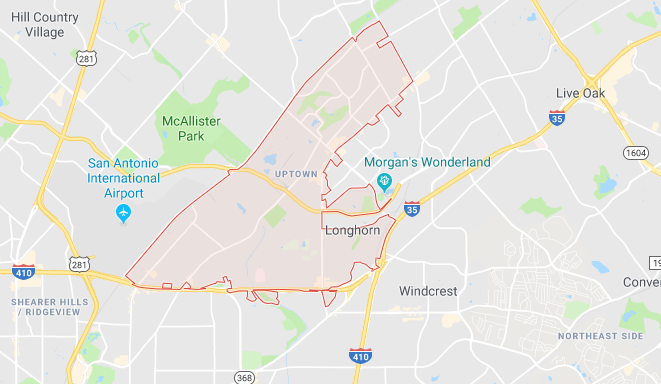 Hill Country
Village
281
Live Oak
McAllister
Park
35
1604
San Antonio
International
Airport
Morgan's Wonderland
UPTOWN
35
Longhorn
281
410
Windcrest
SHEARER HILLS
/ RIDGEVIEW
NORTHEAST SIDE
410
368